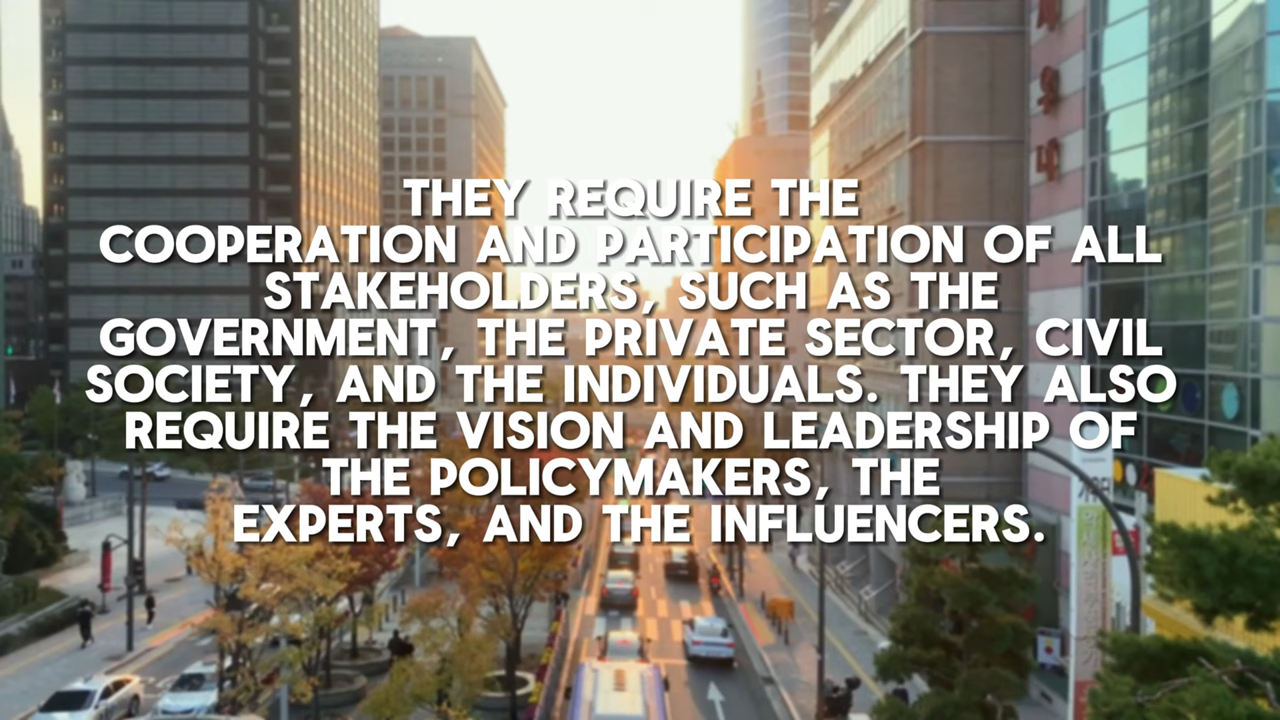 THEY REQUIRE THE
COOPERATION AND PARTICIPATION OF ALL
STAKEHOLDERS, SUCH AS THE
GOVERNMENT, THE PRIVATE SECTOR, CIVIL
SOCIETY, AND THE INDIVIDUALS. THEY ALSO
REQUIRE THE VISION AND LEADERSHIP OF
THE POLICYMAKERS, THE
EXPERTS, AND THE INFLUENCERS.